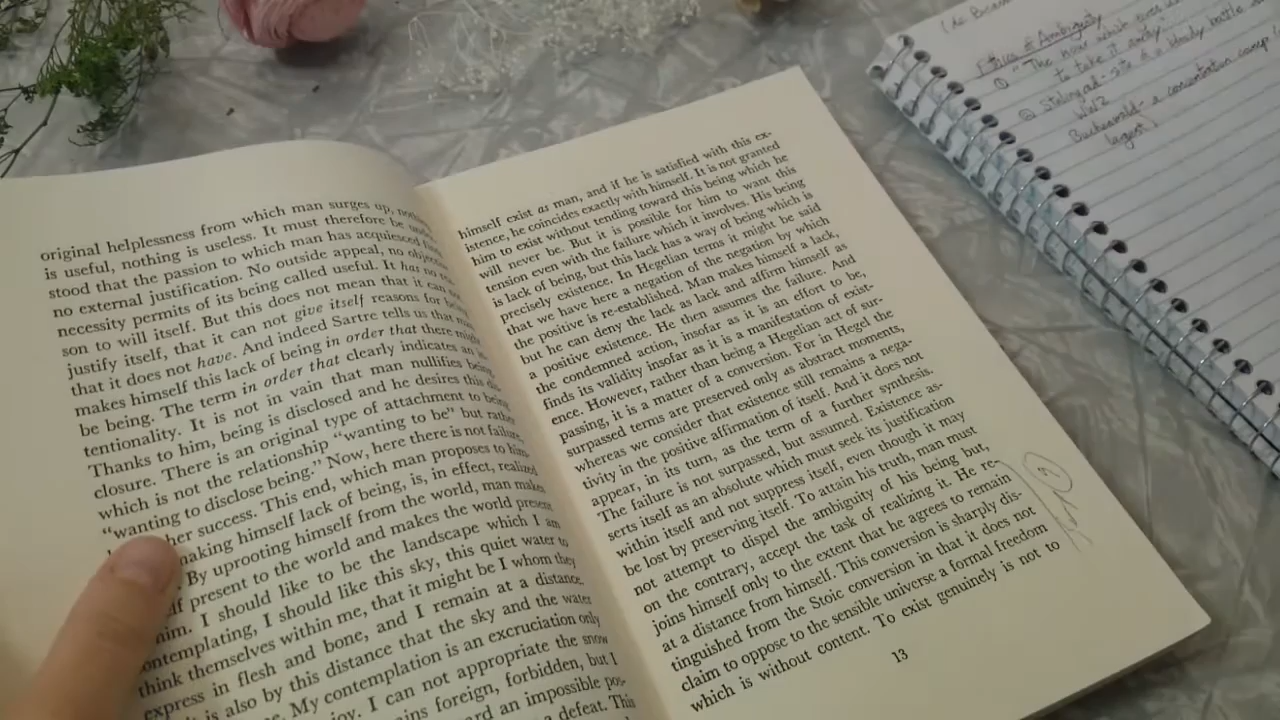 original helplessness from which man surges up,
is useful, nothing is useless. It must therefore be
stood that the passion to which man has acquiesced
no external justification. No outside appeal, no
necessity permits of its being called useful. It has no
son to will itself. But this does not mean that it can
justify itself, that it can not give itself reasons for
that it does not have. And indeed Sartre tells us that
makes himself this lack of being in order that there
be being. The term in order that clearly indicates an
tentionality. It is not in vain that man nullifies being.
Thanks to him, being is disclosed and he desires this
closure. There is an original type of attachment to being
which is not the relationship "wanting to be" but rather
"wanting to disclose being." Now, here there is not failure,
her success. This end, which man proposes to him-
aking himself lack of being, is, in effect, realized
By uprooting himself from the world, man makes
lf present to the world and makes the world present
him. I should like to be the landscape which I am
ontemplating, I should like this sky, this quiet water to
think themselves within me, that it might be I whom they
express in flesh and bone, and I remain at a distance.
is also by this distance that the sky and the water
My contemplation is an excruciation only
joy. I can not appropriate the snow
ains foreign, forbidden, but I
an impossible pos-
a defeat. This
himself exist as man, and if he is satisfied with this ex-
istence, he coincides exactly with himself. It is not granted
him to exist without tending toward this being which he
will never be. But it is possible for him to want this
tension even with the failure which it involves. His being
is lack of being, but this lack has a way of being which is
precisely existence. In Hegelian terms it might be said
that we have here a negation of the negation by which
the positive is re-established. Man makes himself a lack,
but he can deny the lack as lack and affirm himself as
a positive existence. He then assumes the failure. And
the condemned action, insofar as it is an effort to be,
finds its validity insofar as it is a manifestation of exist-
ence. However, rather than being a Hegelian act of sur-
passing, it is a matter of a conversion. For in Hegel the
surpassed terms are preserved only as abstract moments,
whereas we consider that existence still remains a nega-
tivity in the positive affirmation of itself. And it does not
appear, in its turn, as the term of a further synthesis.
The failure is not surpassed, but assumed. Existence as-
serts itself as an absolute which must seek its justification
within itself and not suppress itself, even though it may
be lost by preserving itself. To attain his truth, man must
not attempt to dispel the ambiguity of his being but,
on the contrary, accept the task of realizing it. He re-
joins himself only to the extent that he agrees to remain
at a distance from himself. This conversion is sharply dis-
tinguished from the Stoic conversion in that it does not
claim to oppose to the sensible universe a formal freedom
which is without content. To exist genuinely is not to
13
Ethics of Ambiguity
① "The hour which
to take it away"
② Stalingrad - site of a bloody battle
WW2
Buchenwald - a concentration camp